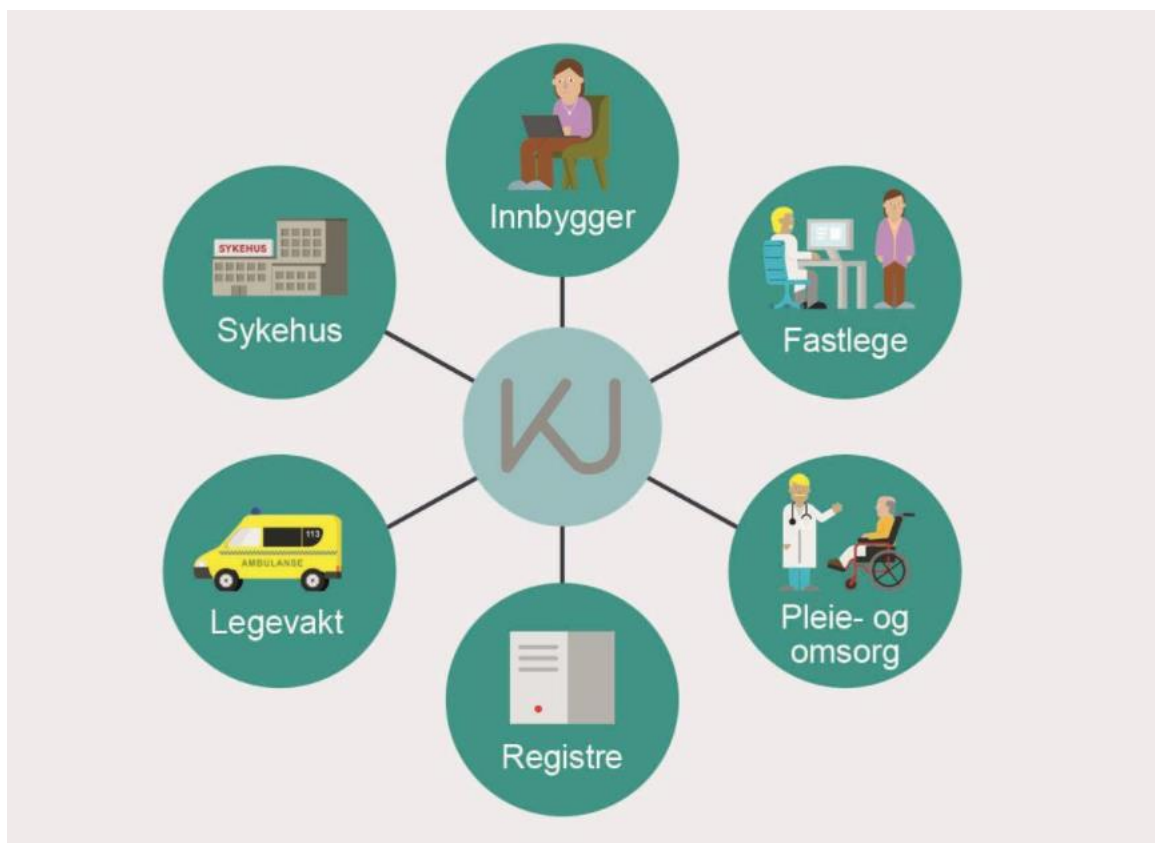 Innbygger
SYKEHUS
Sykehus
Fastlege
KJ
113
AMBULANSE
Legevakt
Pleie- og
omsorg
Registre